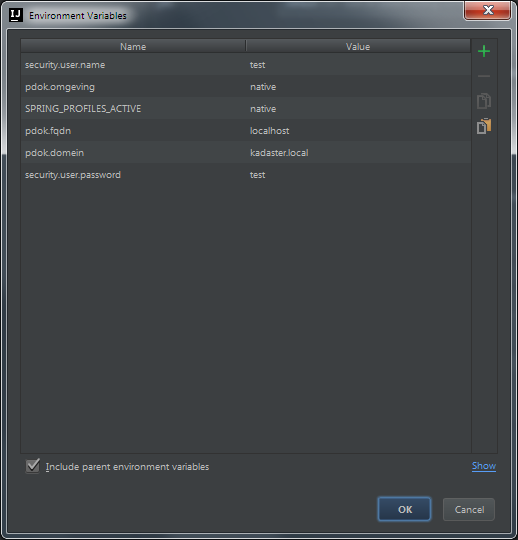 IJ Environment Variables
Name Value
security.user.name test
pdok.omgeving native
SPRING_PROFILES_ACTIVE native
pdok.fqdn localhost
pdok.domein kadaster.local
security.user.password test
Include parent environment variables Show
OK Cancel